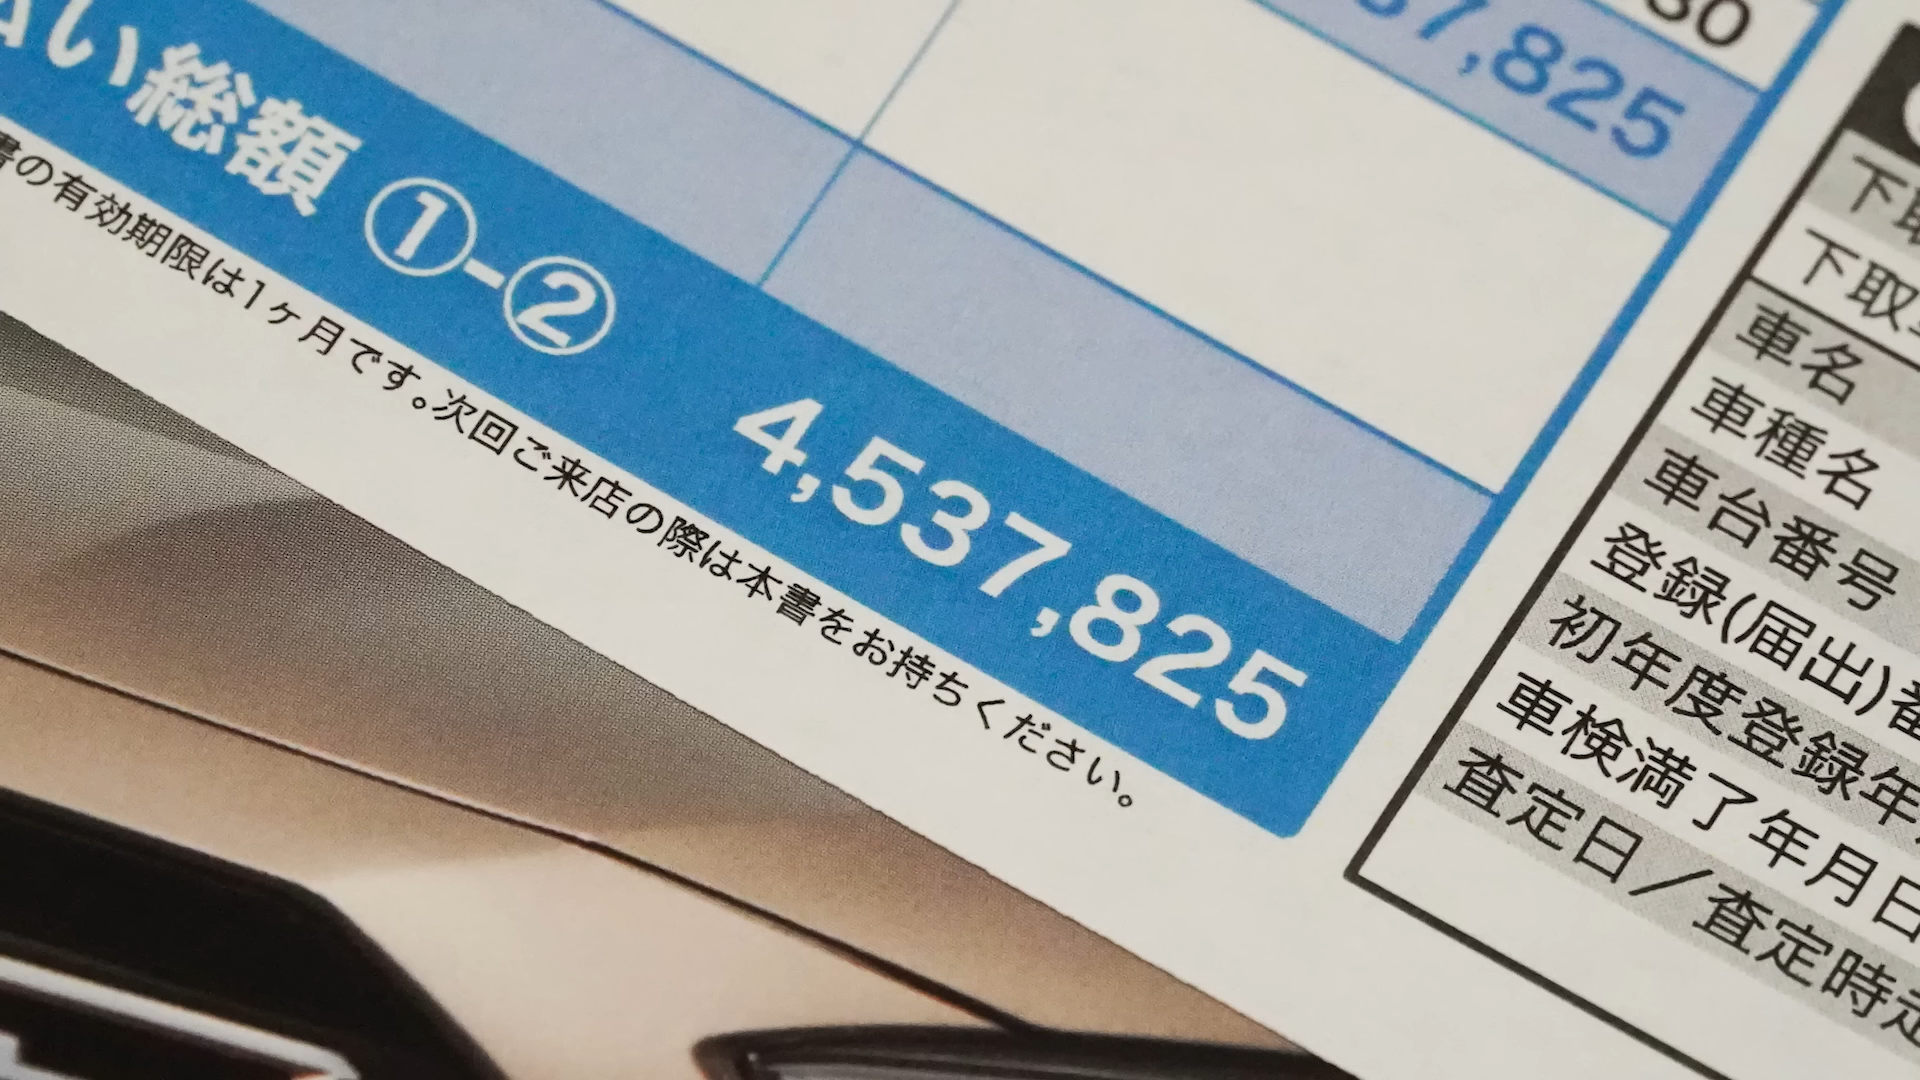 30
37,825
い総額 ①-② 4,537,825
書の有効期限は1ヶ月です。次回ご来店の際は本書をお持ちください。
下取
下取
車名
車種名
車台番号
登録(届出)番
初年度登録年
車検満了年月日
査定日／査定時走